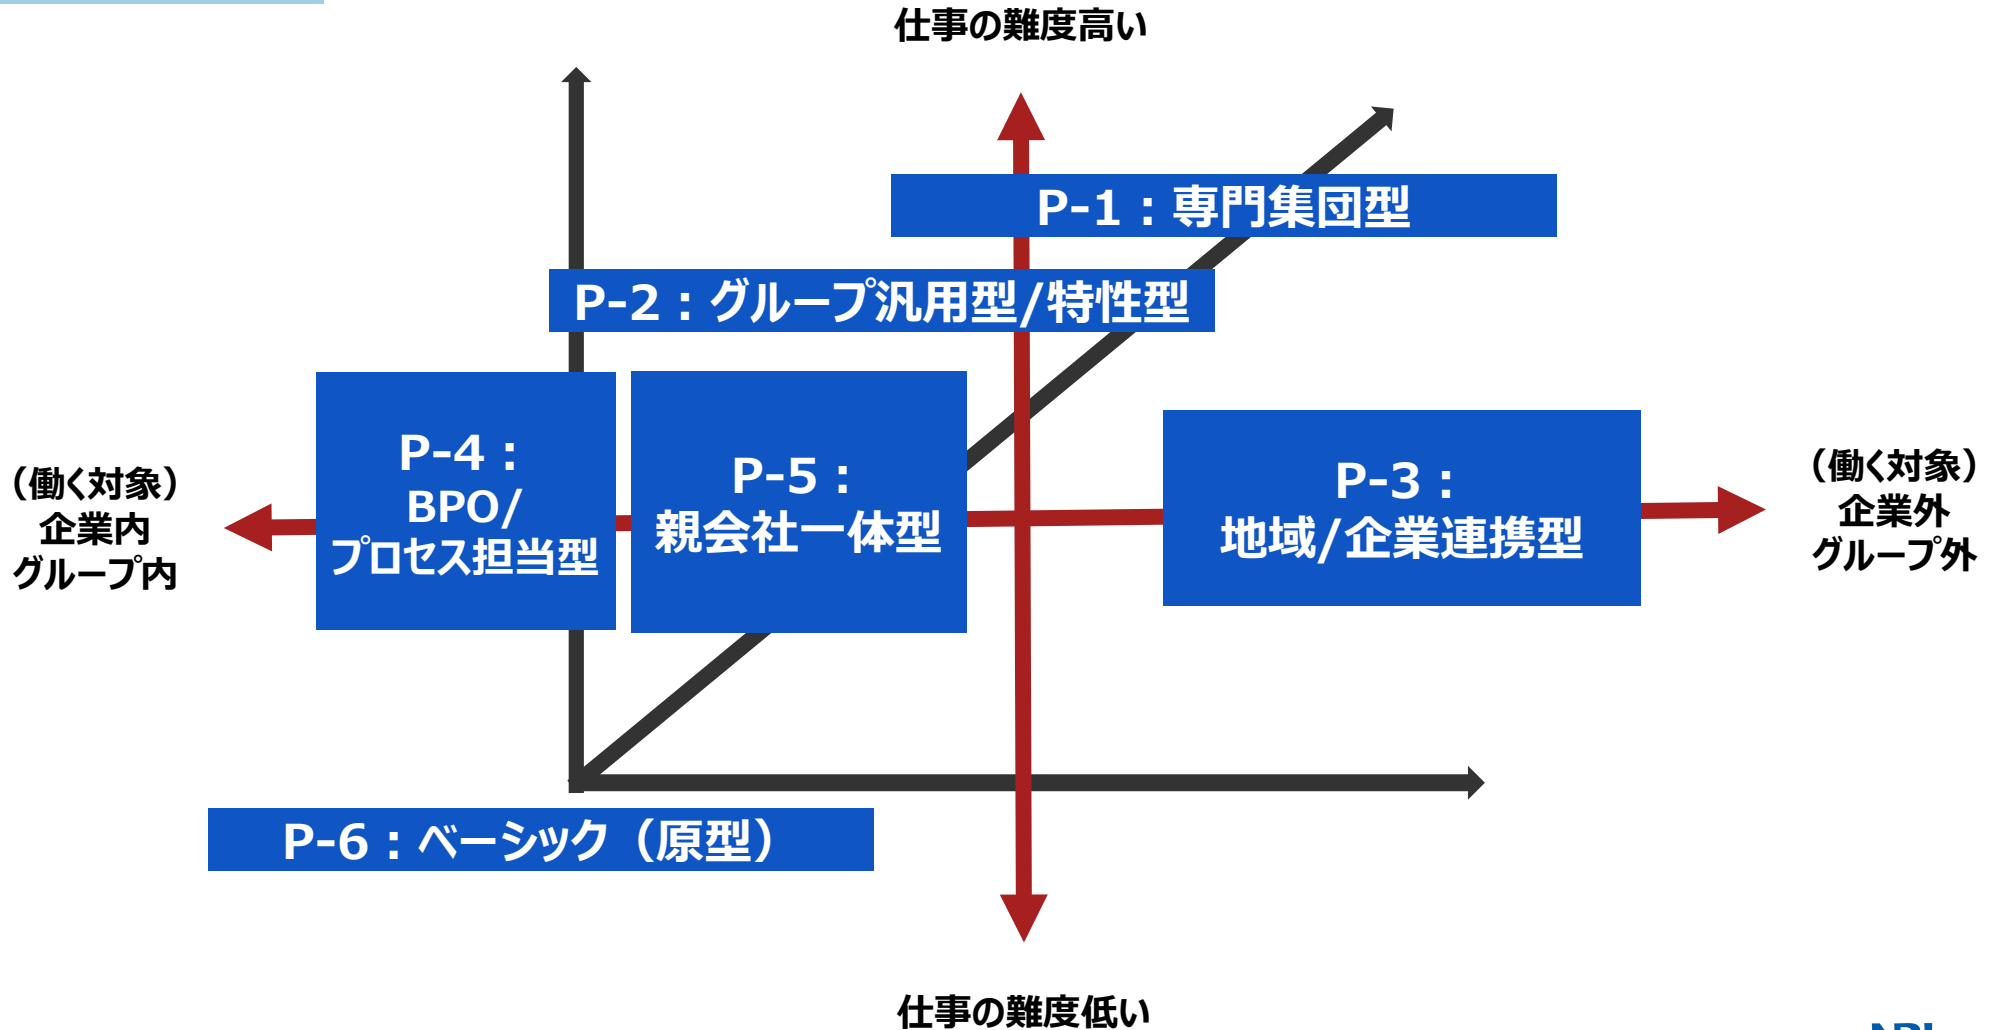 仕事の難度高い
P-1：専門集団型
P-2：グループ汎用型/特性型
P-4：
BPO/
プロセス担当型
P-5：
親会社一体型
P-3：
地域/企業連携型
（働く対象）
企業内
グループ内
（働く対象）
企業外
グループ外
P-6：ベーシック（原型）
仕事の難度低い